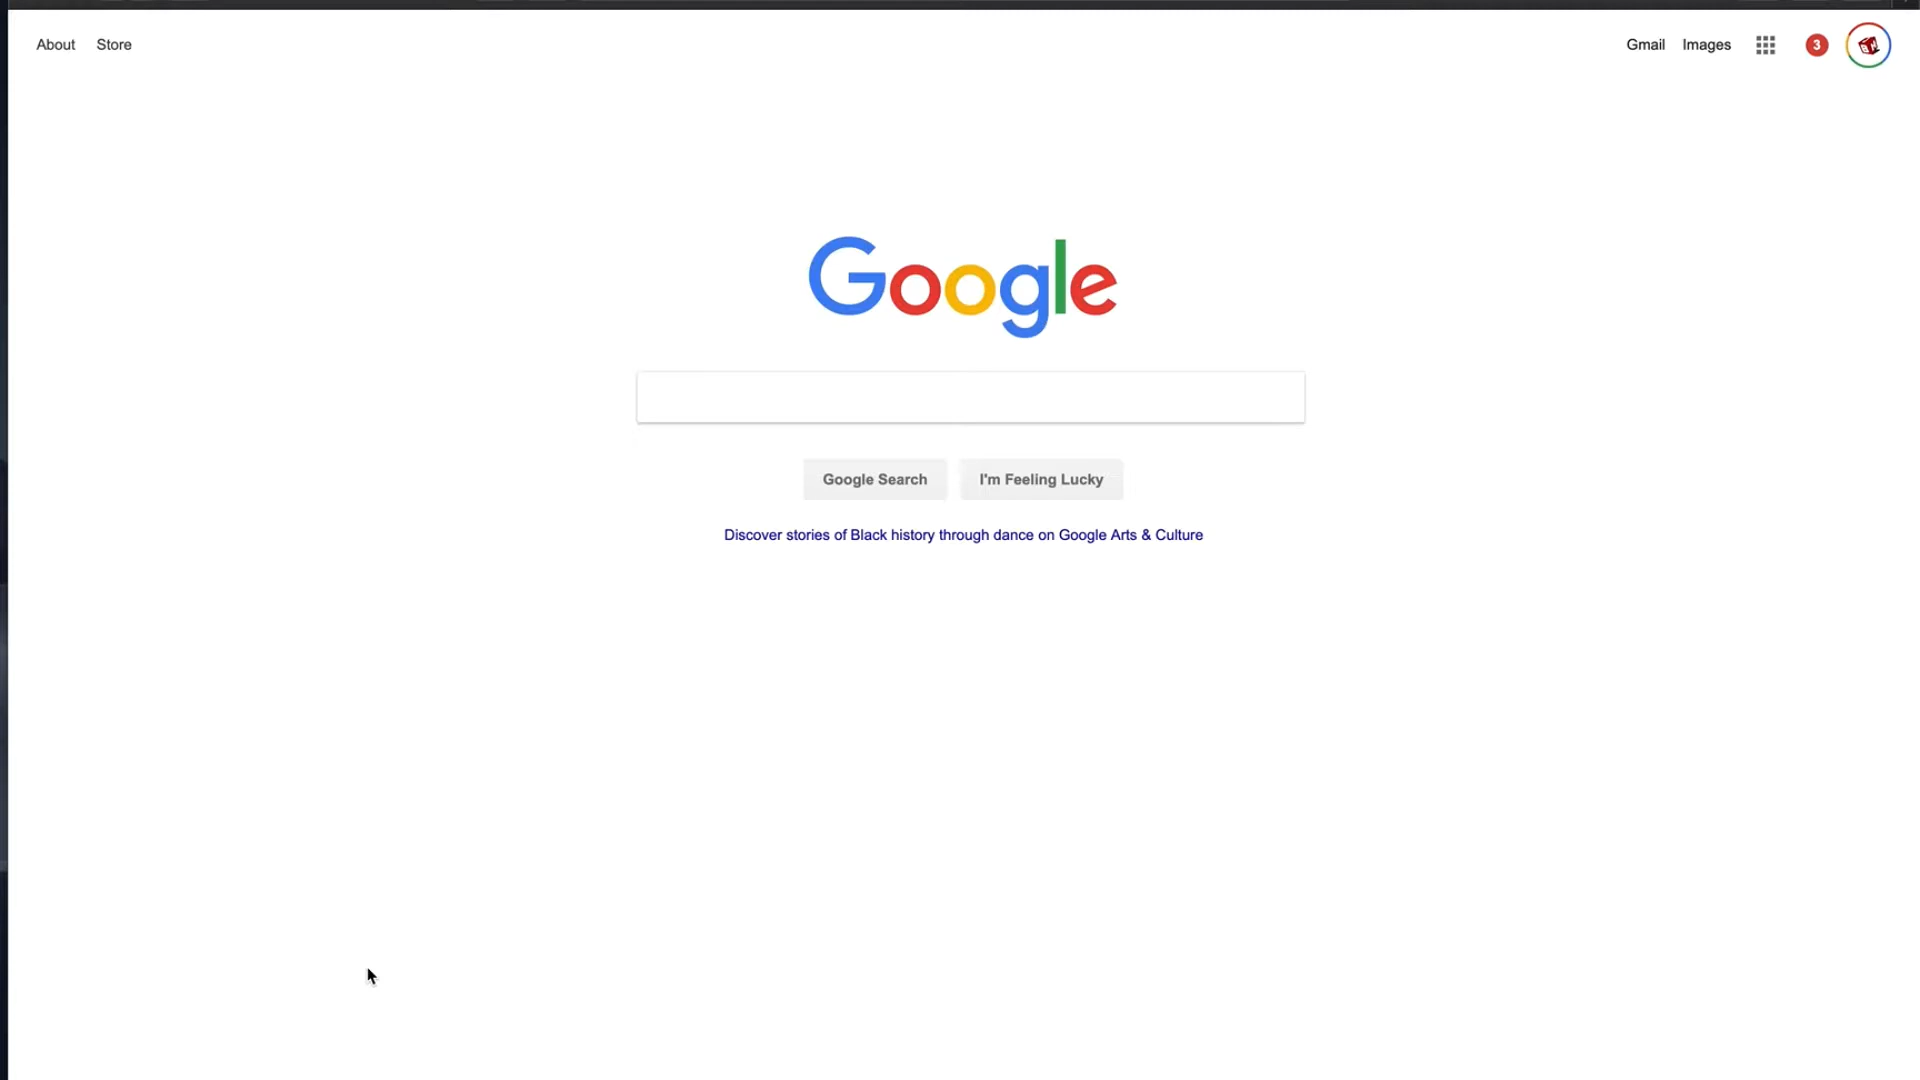 About Store
Gmail Images 3
Google
Google Search I'm Feeling Lucky
Discover stories of Black history through dance on Google Arts & Culture